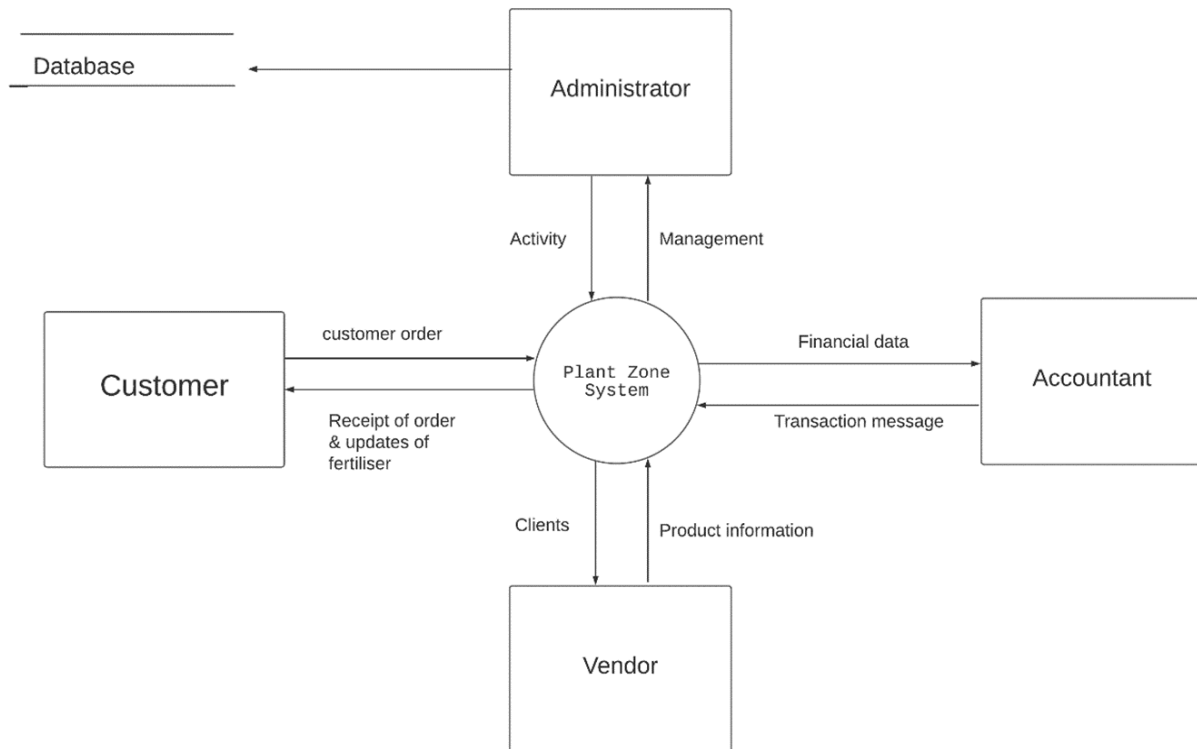 Database
Administrator
Activity
Management
Customer
customer order
Receipt of order
& updates of
fertiliser
Plant Zone
System
Financial data
Transaction message
Accountant
Clients
Product information
Vendor